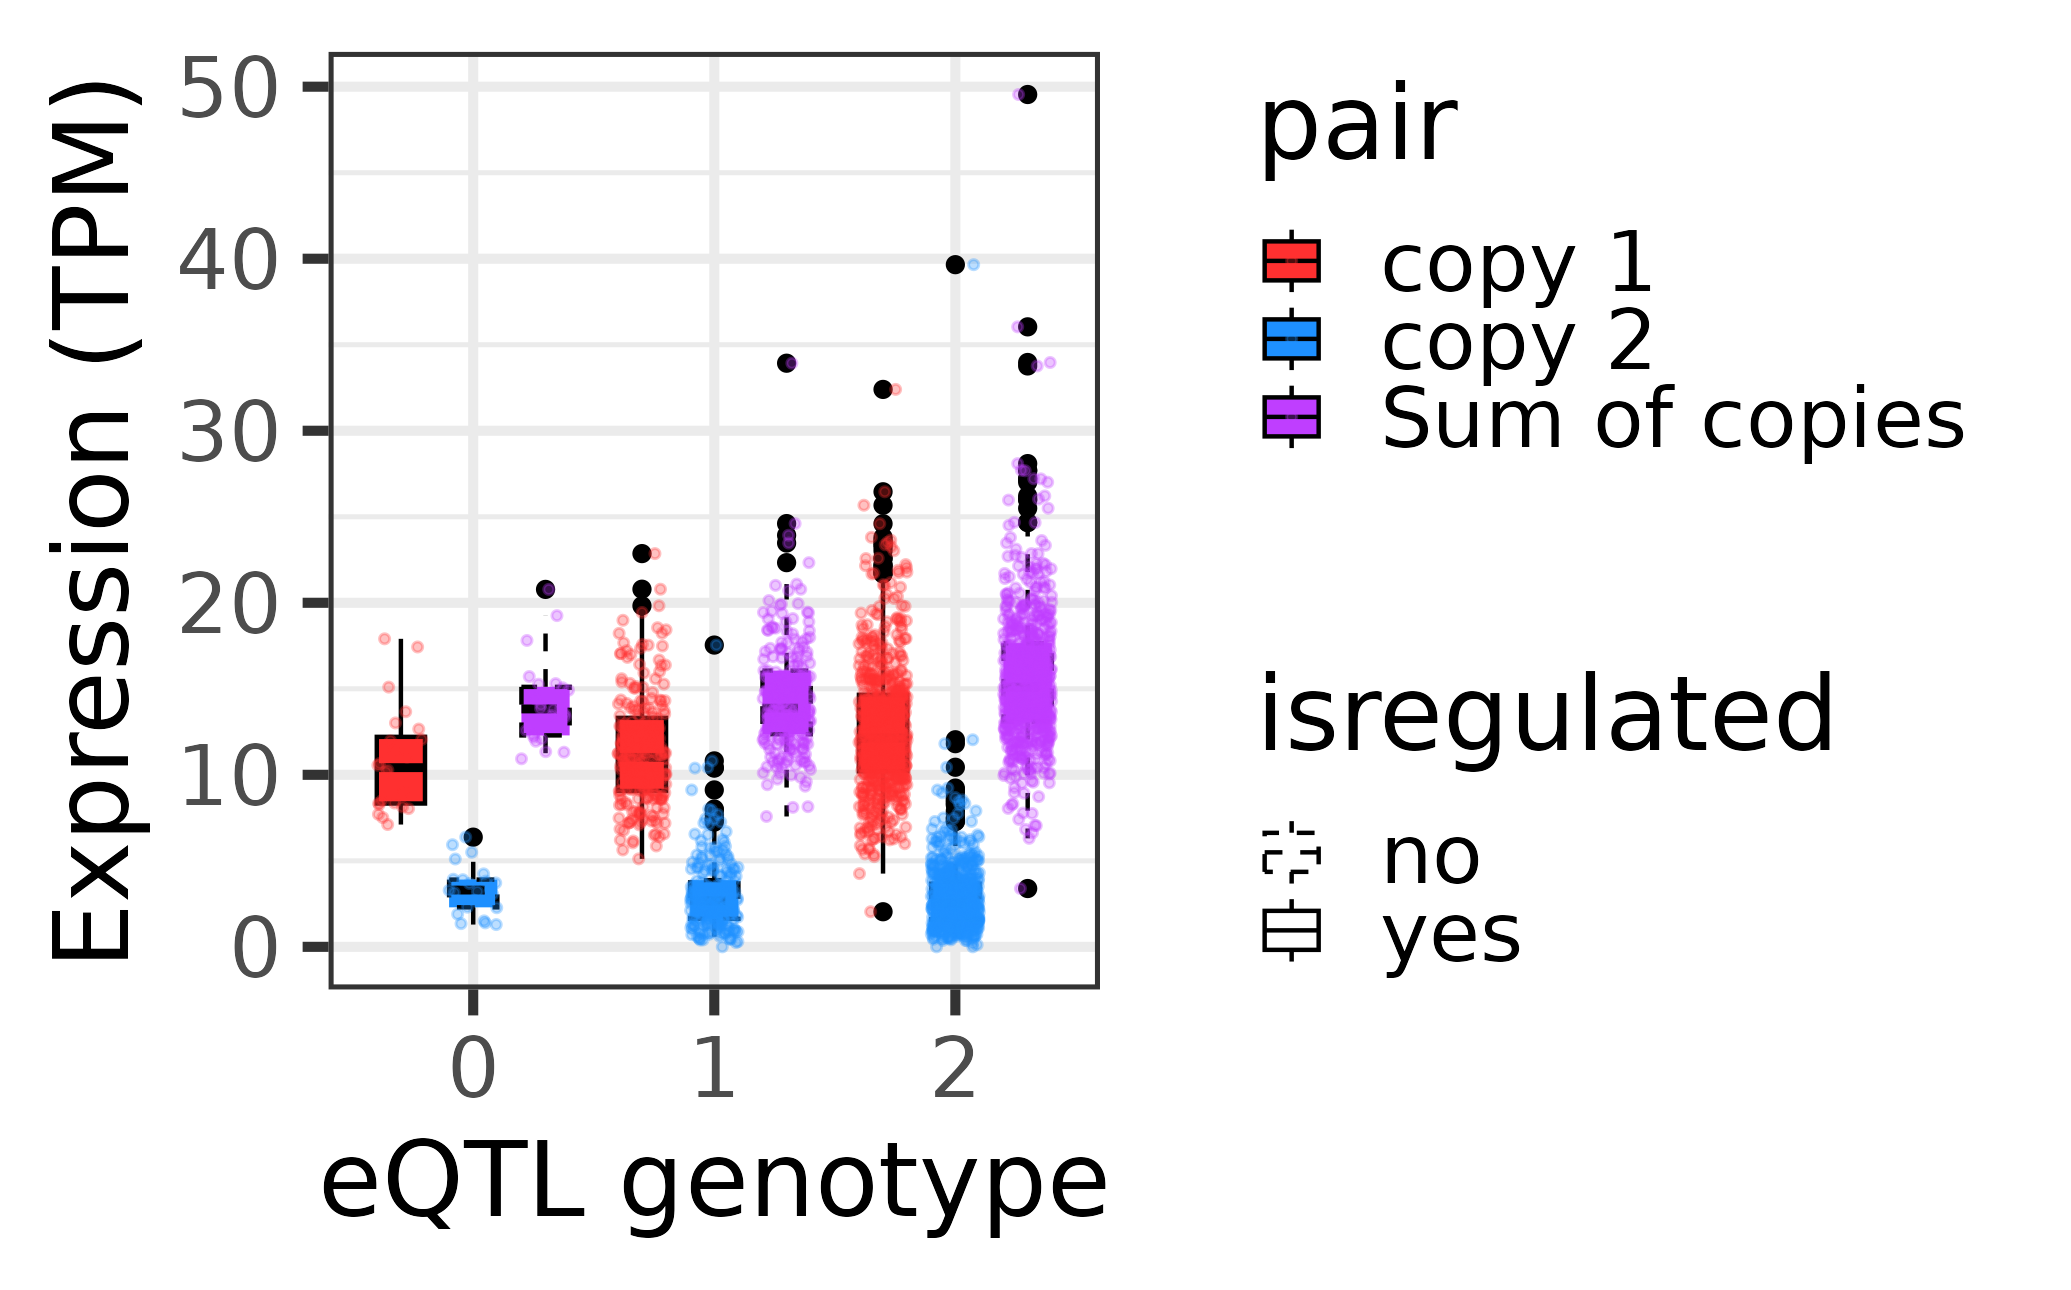 Expression (TPM)
50
40
30
20
10
0
0 1 2
eQTL genotype
pair
copy 1
copy 2
Sum of copies
isregulated
no
yes